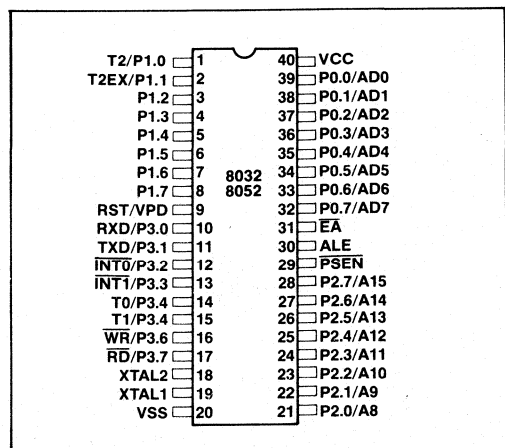 T2/P1.0 1 40 VCC
T2EX/P1.1 2 39 P0.0/AD0
P1.2 3 38 P0.1/AD1
P1.3 4 37 P0.2/AD2
P1.4 5 36 P0.3/AD3
P1.5 6 35 P0.4/AD4
P1.6 7 8032 34 P0.5/AD5
P1.7 8 8052 33 P0.6/AD6
RST/VPD 9 32 P0.7/AD7
RXD/P3.0 10 31 E̅A̅
TXD/P3.1 11 30 ALE
I̅N̅T̅0̅/P3.2 12 29 P̅S̅E̅N̅
I̅N̅T̅1̅/P3.3 13 28 P2.7/A15
T0/P3.4 14 27 P2.6/A14
T1/P3.4 15 26 P2.5/A13
W̅R̅/P3.6 16 25 P2.4/A12
R̅D̅/P3.7 17 24 P2.3/A11
XTAL2 18 23 P2.2/A10
XTAL1 19 22 P2.1/A9
VSS 20 21 P2.0/A8